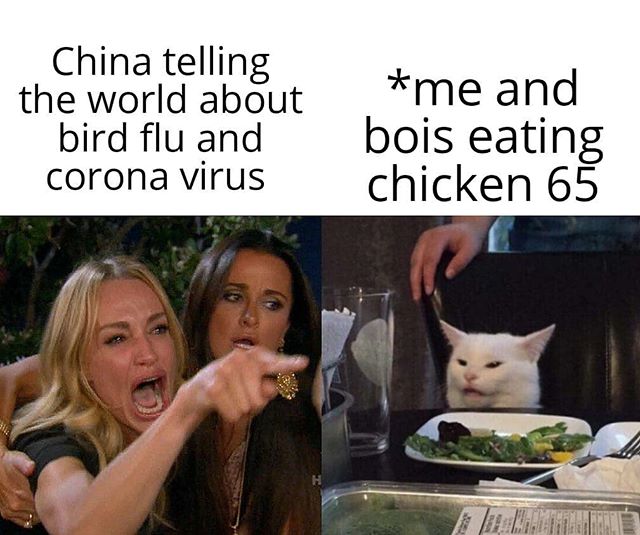 China telling
the world about
bird flu and
corona virus
*me and
bois eating
chicken 65
H